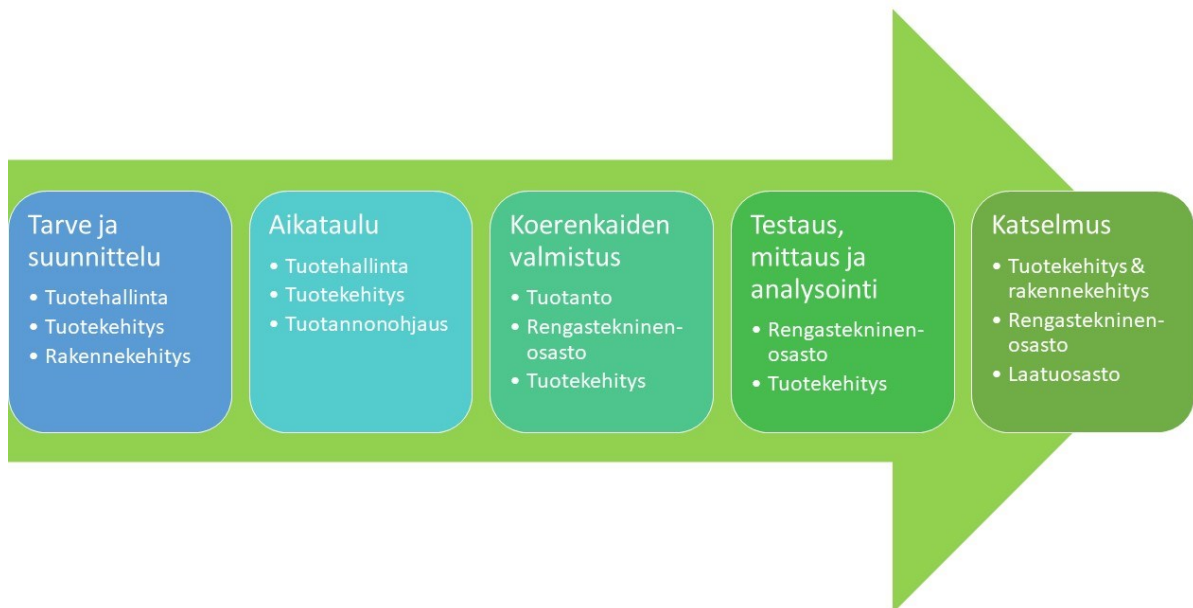 Tarve ja
suunnittelu
• Tuotehallinta
• Tuotekehitys
• Rakennekehitys
Aikataulu
• Tuotehallinta
• Tuotekehitys
• Tuotannonohjaus
Koerenkaiden
valmistus
• Tuotanto
• Rengastekninen-
osasto
• Tuotekehitys
Testaus,
mittaus ja
analysointi
• Rengastekninen-
osasto
• Tuotekehitys
Katselmus
• Tuotekehitys &
rakennekehitys
• Rengastekninen-
osasto
• Laatuosasto